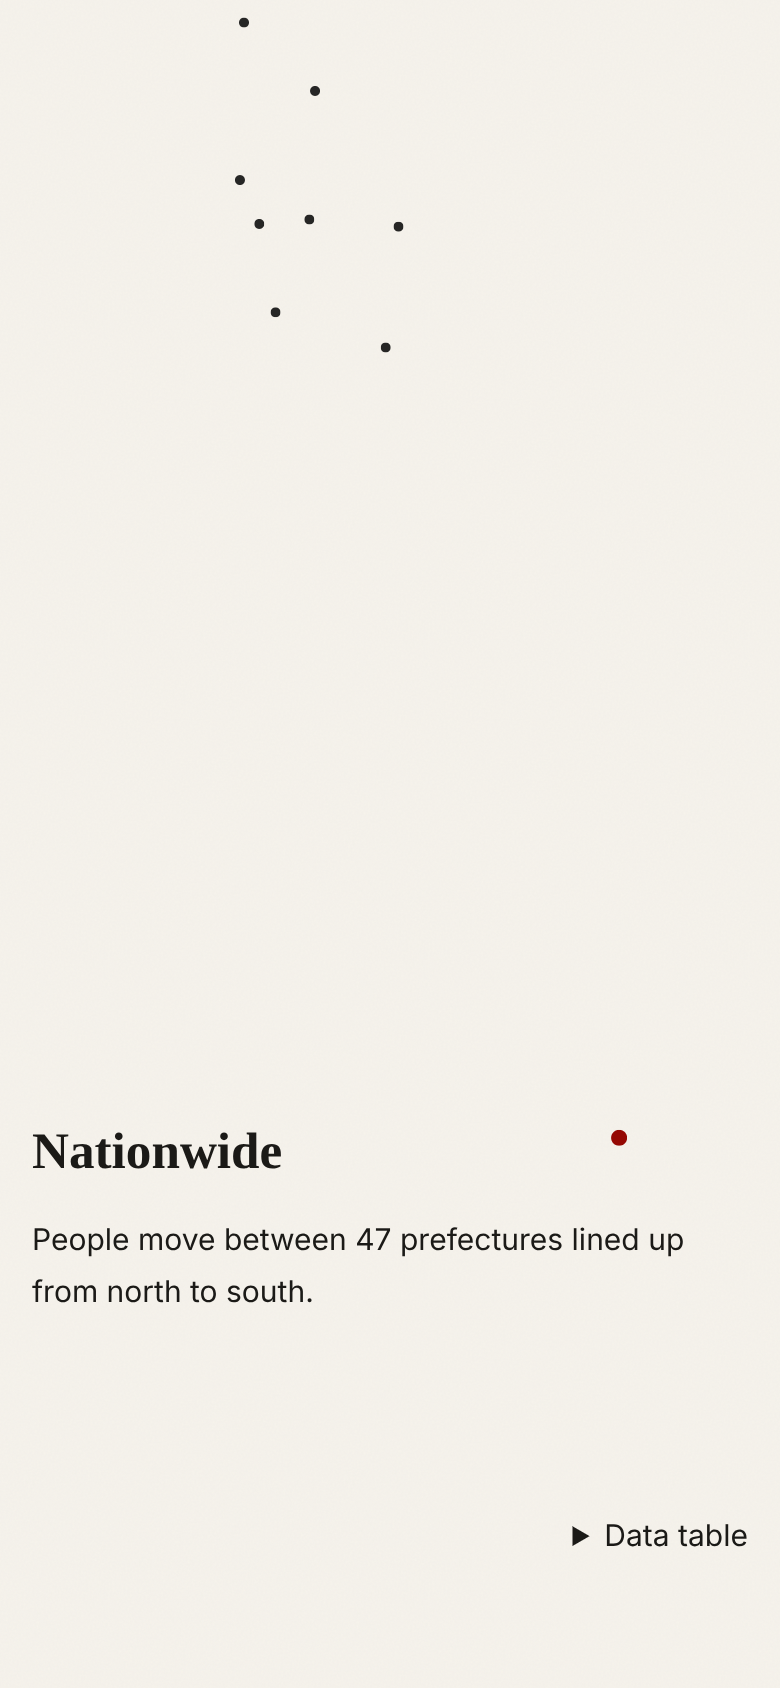 Nationwide
People move between 47 prefectures lined up
from north to south.
Data table